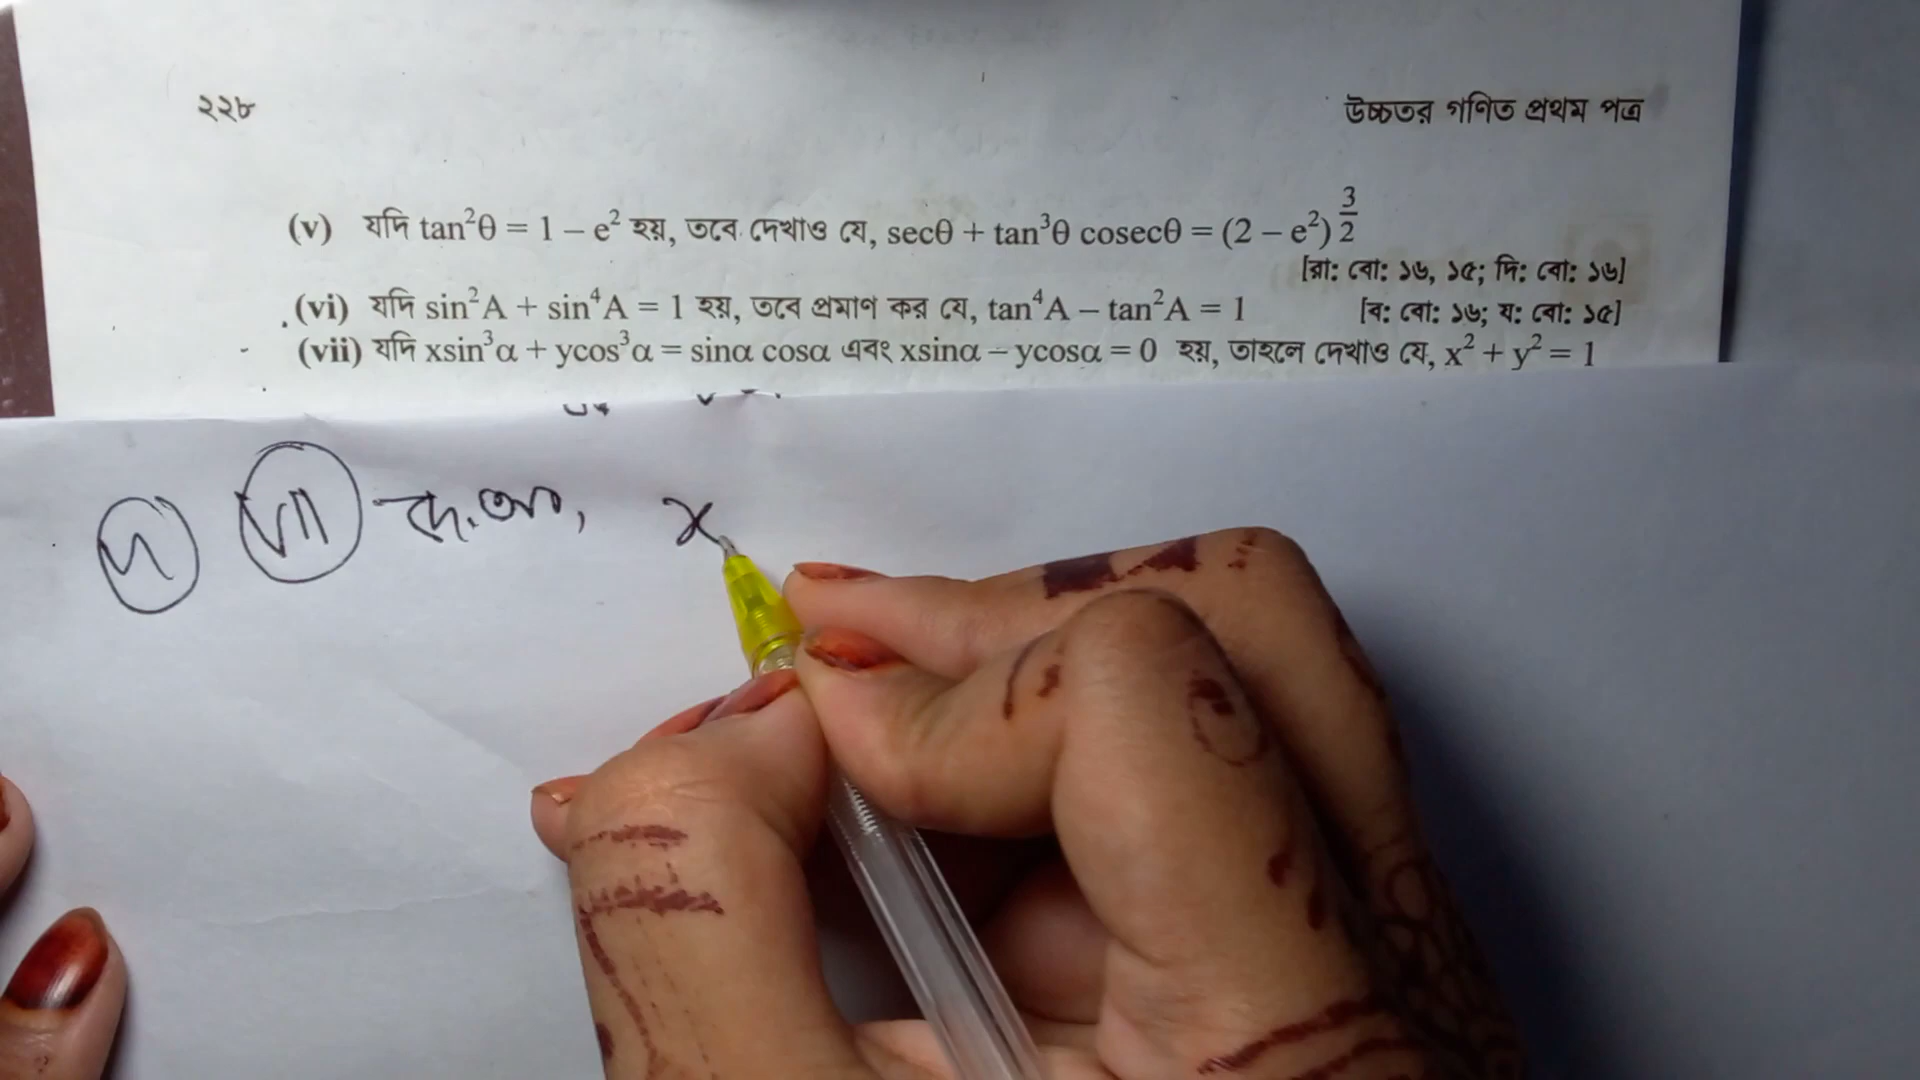 ২২৮ উচ্চতর গণিত প্রথম পত্র
(v) যদি tan²θ = 1 – e² হয়, তবে দেখাও যে, secθ + tan³θ cosecθ = (2 – e²)^(3/2)
[রা: বো: ১৬, ১৫; দি: বো: ১৬]
(vi) যদি sin²A + sin⁴A = 1 হয়, তবে প্রমাণ কর যে, tan⁴A – tan²A = 1 [ব: বো: ১৬; য: বো: ১৫]
(vii) যদি xsin³α + ycos³α = sinα cosα এবং xsinα – ycosα = 0 হয়, তাহলে দেখাও যে, x² + y² = 1
VII দে.আ, x